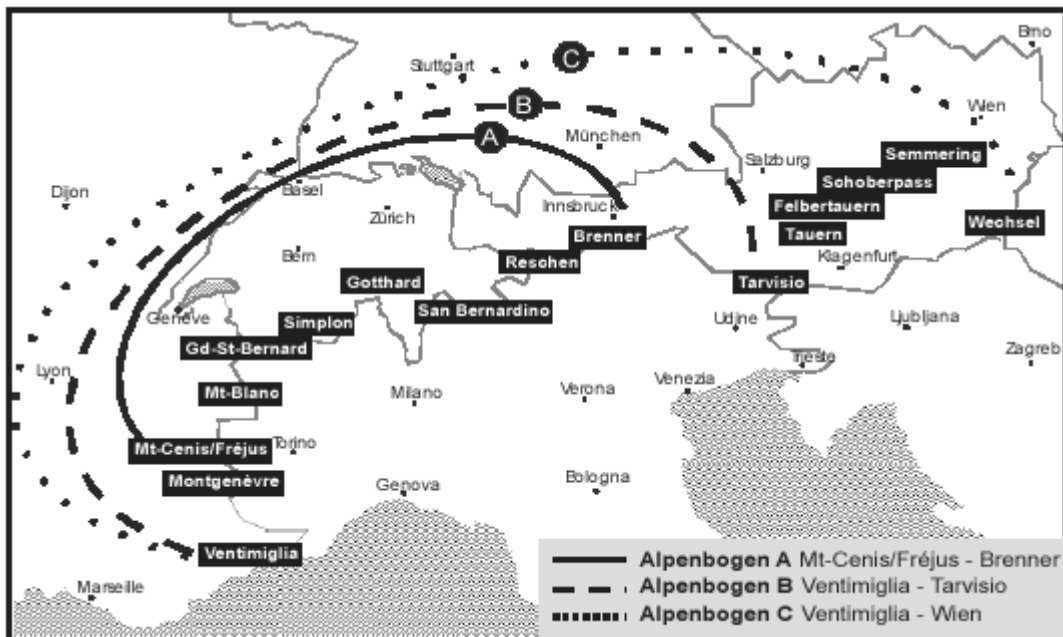 Brno
C
Stuttgart
B
Wien
A
München
Semmering
Salzburg
Schoberpass
Dijon
Basel
Felbertauern
Zürich
Innsbruck
Wechsel
Brenner
Tauern
Bern
Reschen
Klagenfurt
Gotthard
Tarvisio
San Bernardino
Genève
Simplon
Udine
Ljubljana
Gd-St-Bernard
Trieste
Zagreb
Lyon
Mt-Blanc
Milano
Verona
Venezia
Mt-Cenis/Fréjus
Torino
Montgenèvre
Genova
Bologna
Ventimiglia
Marseille
Alpenbogen A Mt-Cenis/Fréjus - Brenner
Alpenbogen B Ventimiglia - Tarvisio
Alpenbogen C Ventimiglia - Wien